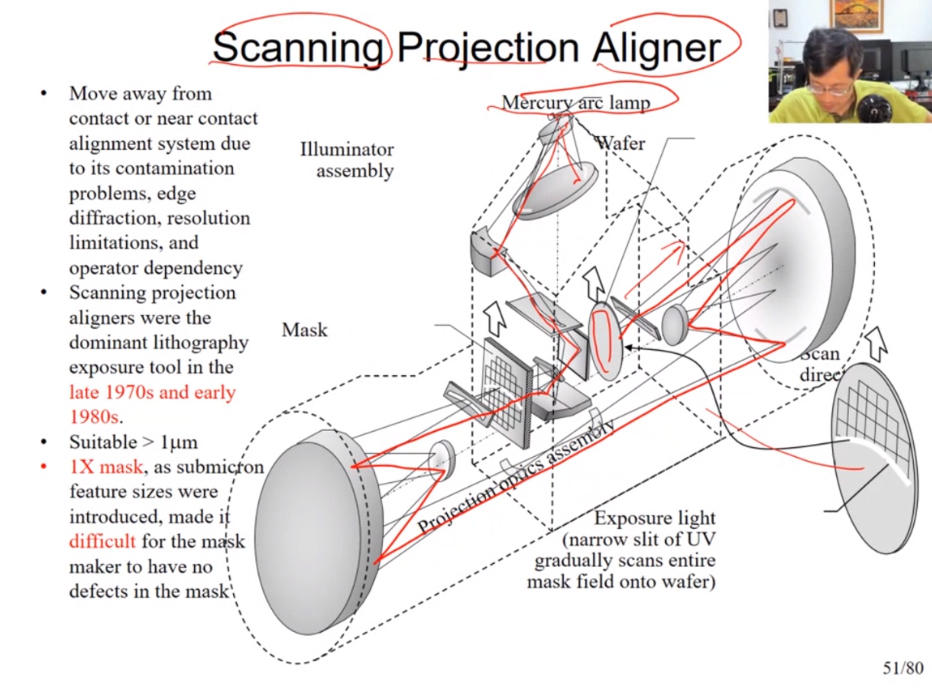 Scanning Projection Aligner
• Move away from
contact or near contact
alignment system due
to its contamination
problems, edge
diffraction, resolution
limitations, and
operator dependency
• Scanning projection
aligners were the
dominant lithography
exposure tool in the
late 1970s and early
1980s.
• Suitable > 1μm
• 1X mask, as submicron
feature sizes were
introduced, made it
difficult for the mask
maker to have no
defects in the mask
Mercury arc lamp
Illuminator
assembly
Wafer
Mask
Scan
direc
Projection optics assembly
Exposure light
(narrow slit of UV
gradually scans entire
mask field onto wafer)
51/80